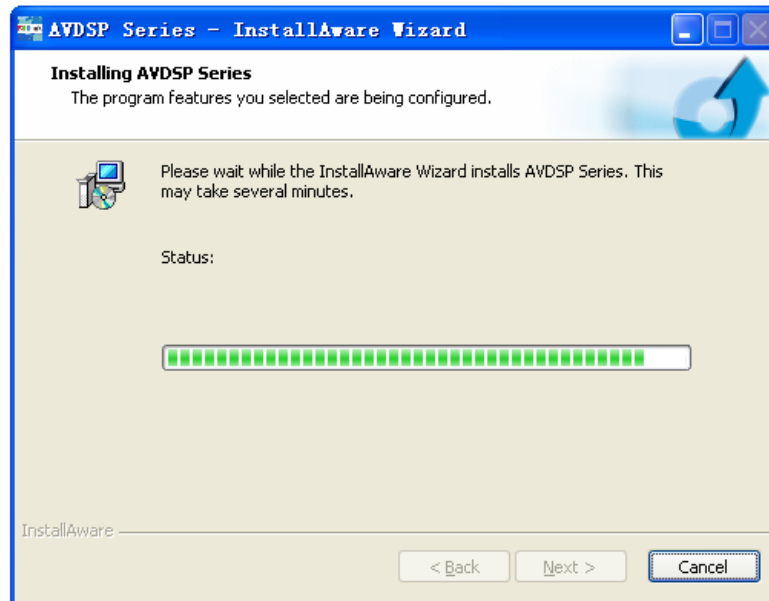 AVDSP Series - InstallAware Wizard
Installing AVDSP Series
The program features you selected are being configured.
Please wait while the InstallAware Wizard installs AVDSP Series. This
may take several minutes.
Status:
InstallAware
< Back
Next >
Cancel